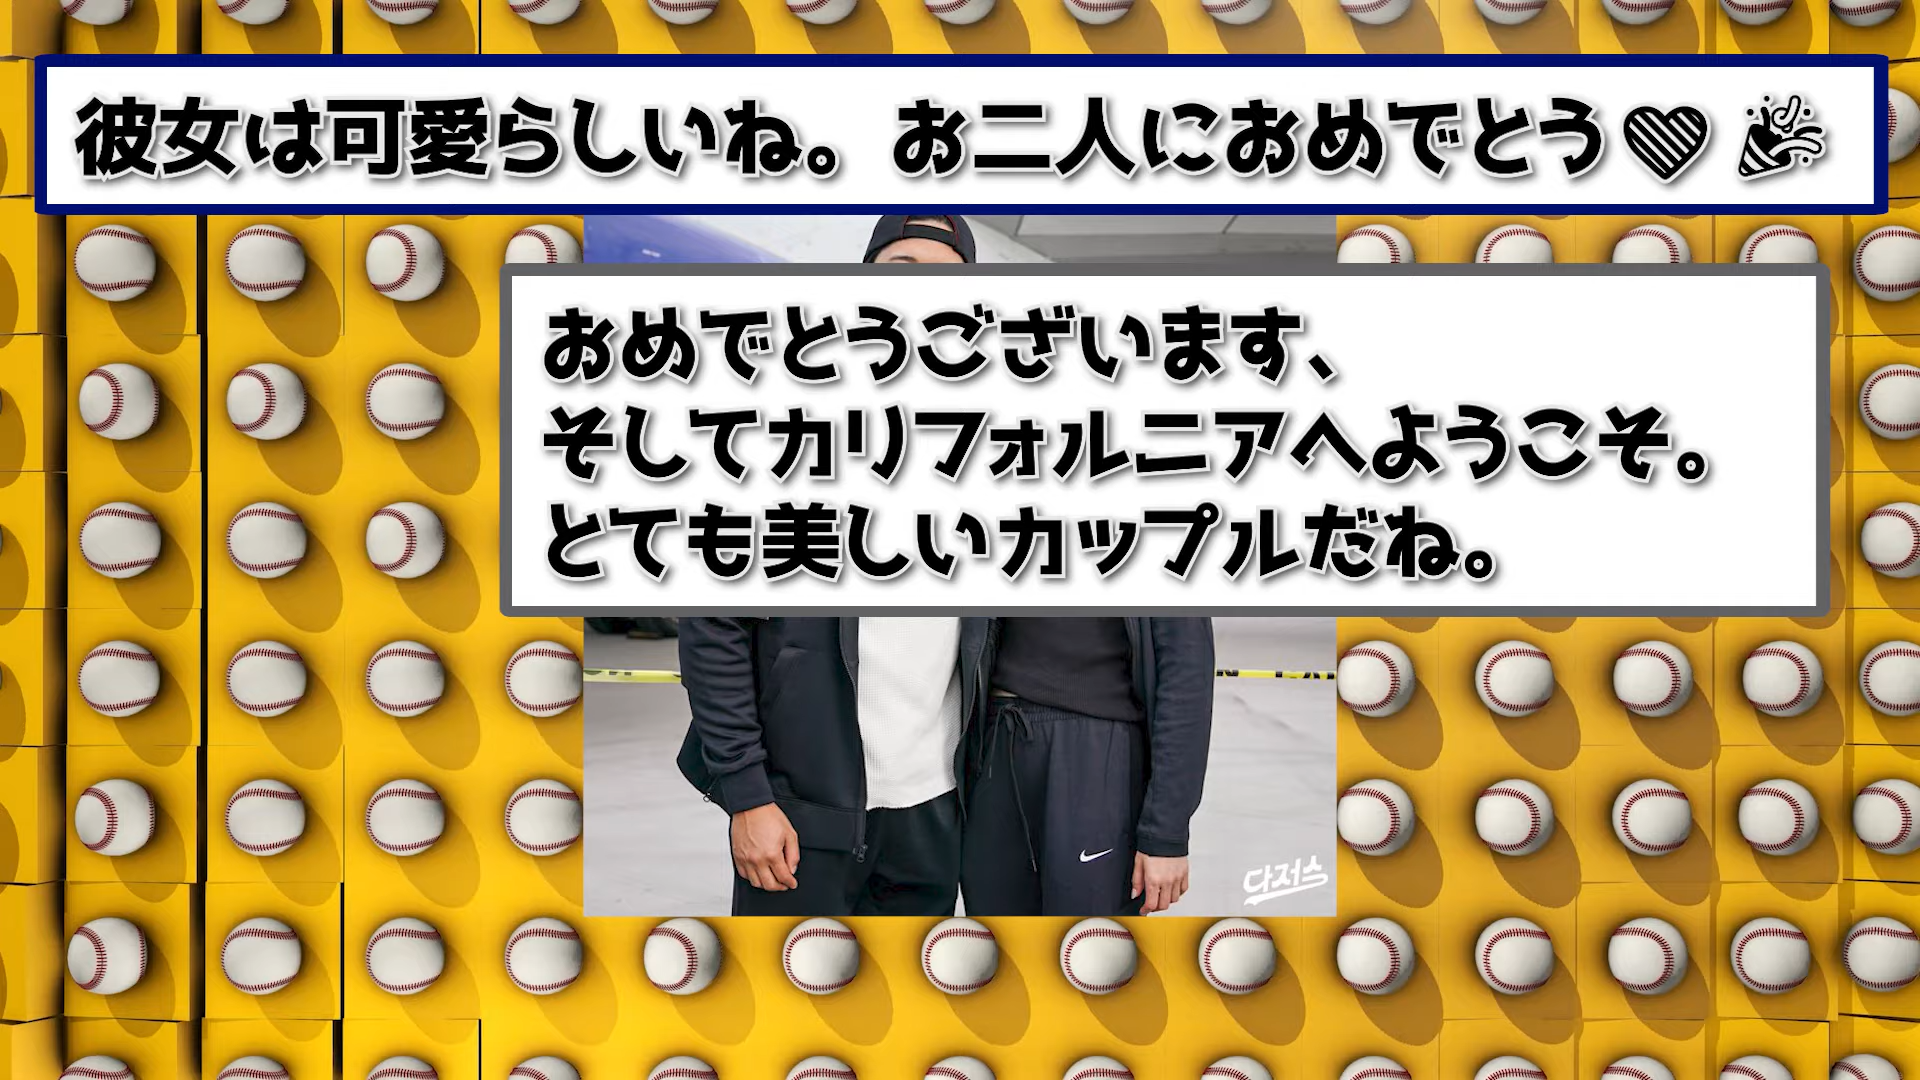 彼女は可愛らしいね。お二人におめでとう♥🎉
おめでとうございます、
そしてカリフォルニアへようこそ。
とても美しいカップルだね。
다저스